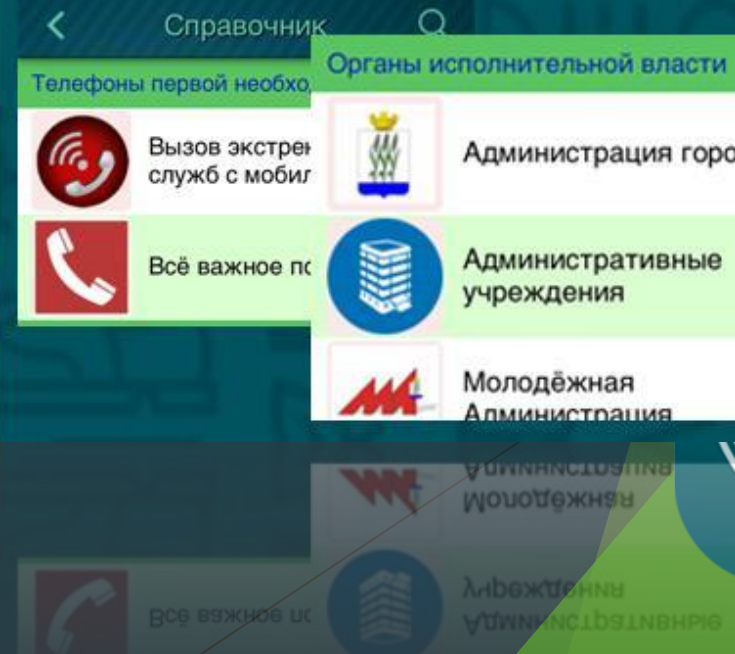 Справочник
Телефоны первой необхо
Вызов экстрен
служб с мобил
Всё важное по
Органы исполнительной власти
Администрация горо
Административные
учреждения
Молодёжная
Администрация